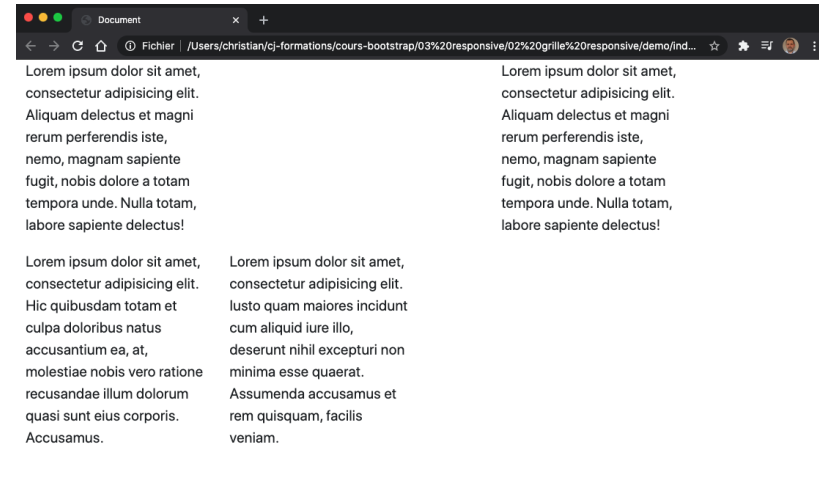 Document
Fichier /Users/christian/cj-formations/cours-bootstrap/03%20responsive/02%20grille%20responsive/demo/ind...
Lorem ipsum dolor sit amet,
consectetur adipisicing elit.
Aliquam delectus et magni
rerum perferendis iste,
nemo, magnam sapiente
fugit, nobis dolore a totam
tempora unde. Nulla totam,
labore sapiente delectus!
Lorem ipsum dolor sit amet,
consectetur adipisicing elit.
Aliquam delectus et magni
rerum perferendis iste,
nemo, magnam sapiente
fugit, nobis dolore a totam
tempora unde. Nulla totam,
labore sapiente delectus!
Lorem ipsum dolor sit amet,
consectetur adipisicing elit.
Hic quibusdam totam et
culpa doloribus natus
accusantium ea, at,
molestiae nobis vero ratione
recusandae illum dolorum
quasi sunt eius corporis.
Accusamus.
Lorem ipsum dolor sit amet,
consectetur adipisicing elit.
Iusto quam maiores incidunt
cum aliquid iure illo,
deserunt nihil excepturi non
minima esse quaerat.
Assumenda accusamus et
rem quisquam, facilis
veniam.